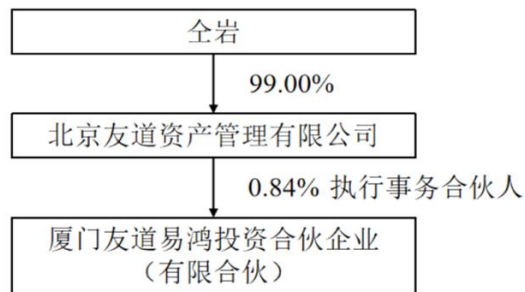 仝岩
99.00%
北京友道资产管理有限公司
0.84% 执行事务合伙人
厦门友道易鸿投资合伙企业
（有限合伙）